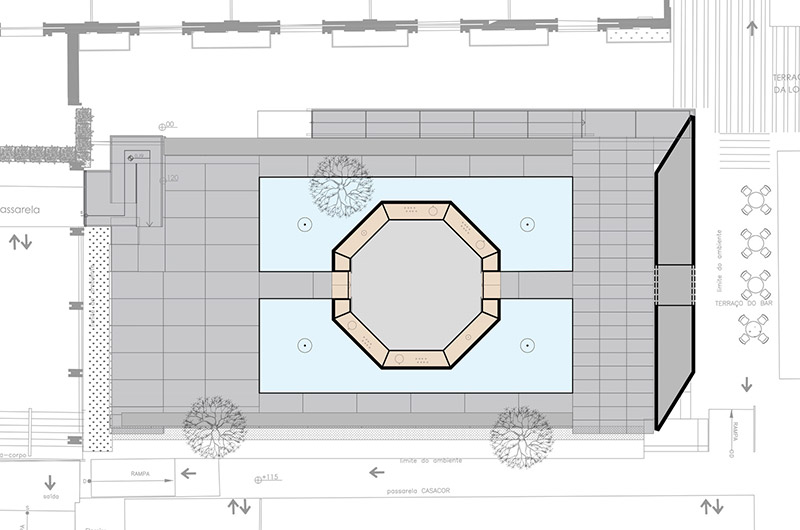 TERRAÇO
DA LO
.00
120
assarela
limite do ambiente
TERRAÇO DO BAR
a-corpo
RAMPA
RAMPA
limite do ambiente
+115
saída
passarela CASACOR